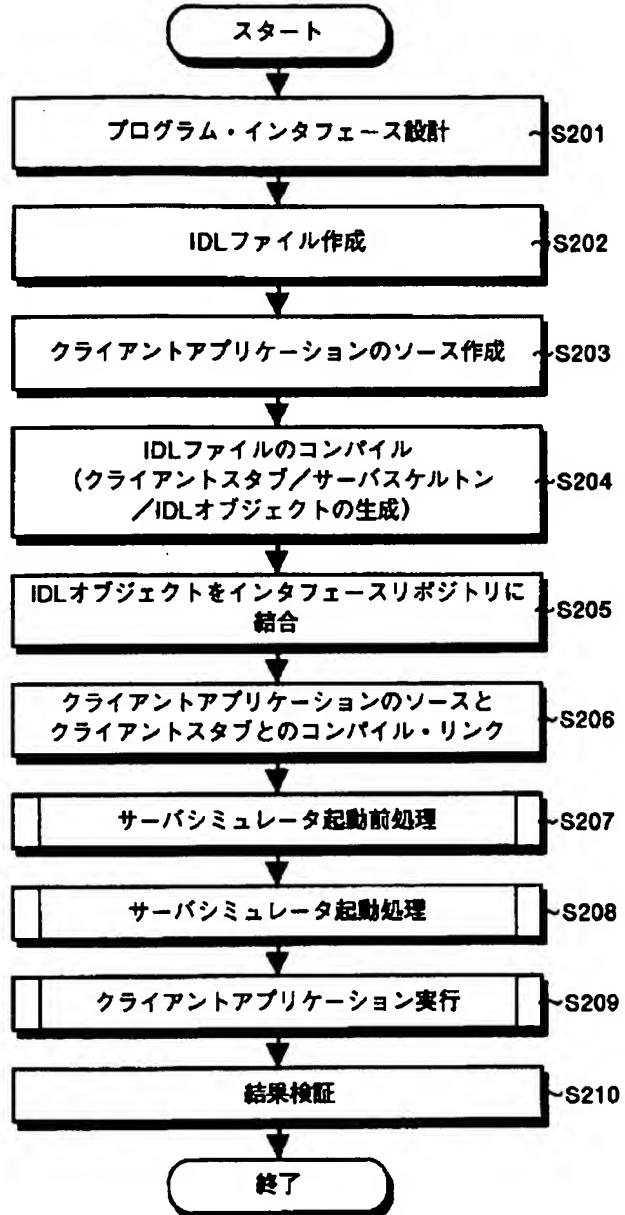 スタート
プログラム・インタフェース設計
S201
IDLファイル作成
S202
クライアントアプリケーションのソース作成
S203
IDLファイルのコンパイル
（クライアントスタブ／サーバスケルトン
／IDLオブジェクトの生成）
S204
IDLオブジェクトをインタフェースリポジトリに
結合
S205
クライアントアプリケーションのソースと
クライアントスタブとのコンパイル・リンク
S206
サーバシミュレータ起動前処理
S207
サーバシミュレータ起動処理
S208
クライアントアプリケーション実行
S209
結果検証
S210
終了